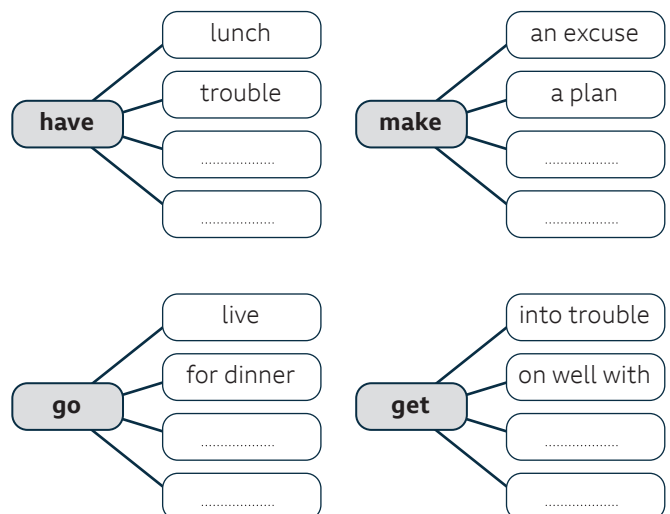 have
lunch
trouble
...................
...................
make
an excuse
a plan
...................
...................
go
live
for dinner
...................
...................
get
into trouble
on well with
...................
...................